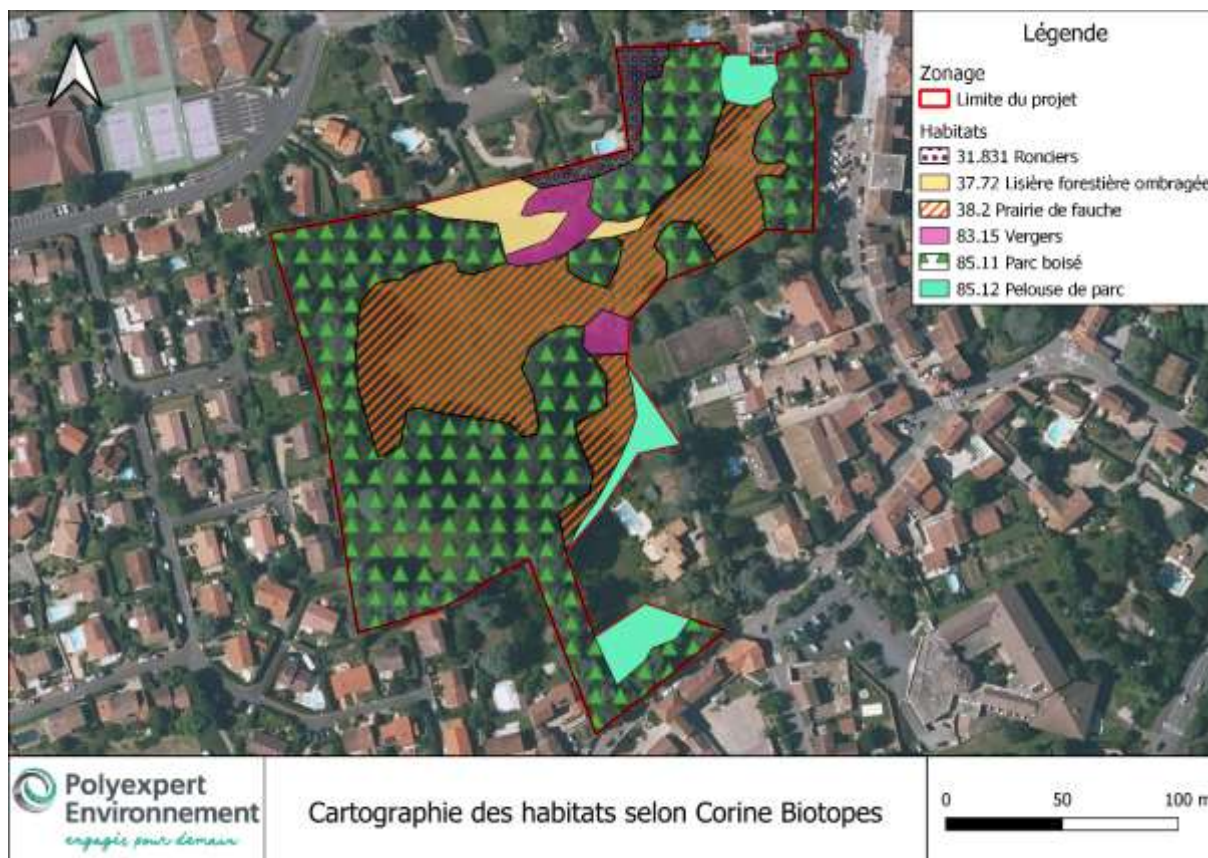 Légende
Zonage
Limite du projet
Habitats
31.831 Ronciers
37.72 Lisière forestière ombragée
38.2 Prairie de fauche
83.15 Vergers
85.11 Parc boisé
85.12 Pelouse de parc
Polyexpert
Environnement
engagés pour demain
Cartographie des habitats selon Corine Biotopes
0 50 100 m